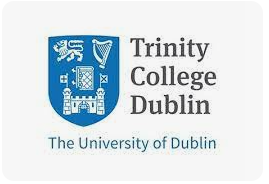 Trinity
College
Dublin
The University of Dublin